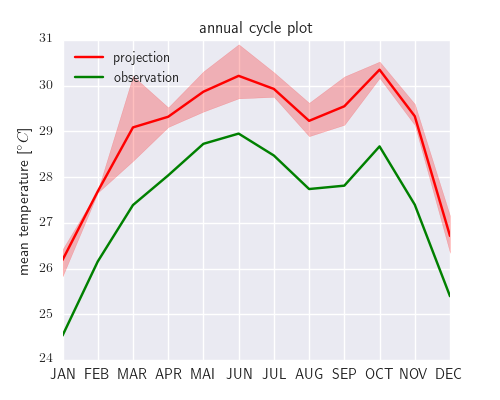 annual cycle plot
projection
observation
mean temperature [°C]
31
30
29
28
27
26
25
24
JAN FEB MAR APR MAI JUN JUL AUG SEP OCT NOV DEC